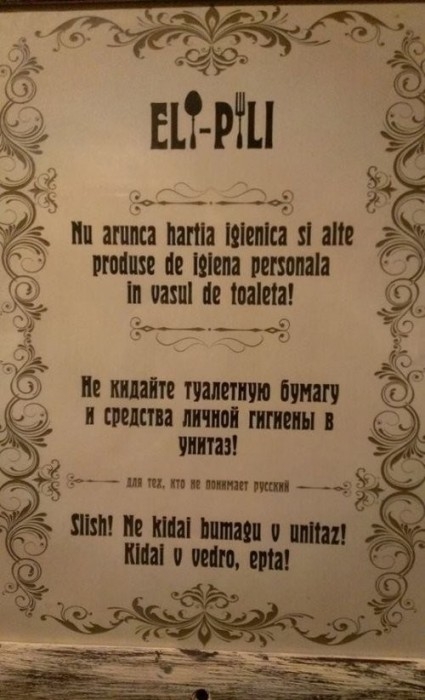 ELI-PILI
Nu arunca hartia igienica si alte
produse de igiena personala
in vasul de toaleta!
Не кидайте туалетную бумагу
и средства личной гигиены в
унитаз!
для тех, кто не понимает русский
Slish! Ne kidai bumagu v unitaz!
Kidai v vedro, epta!